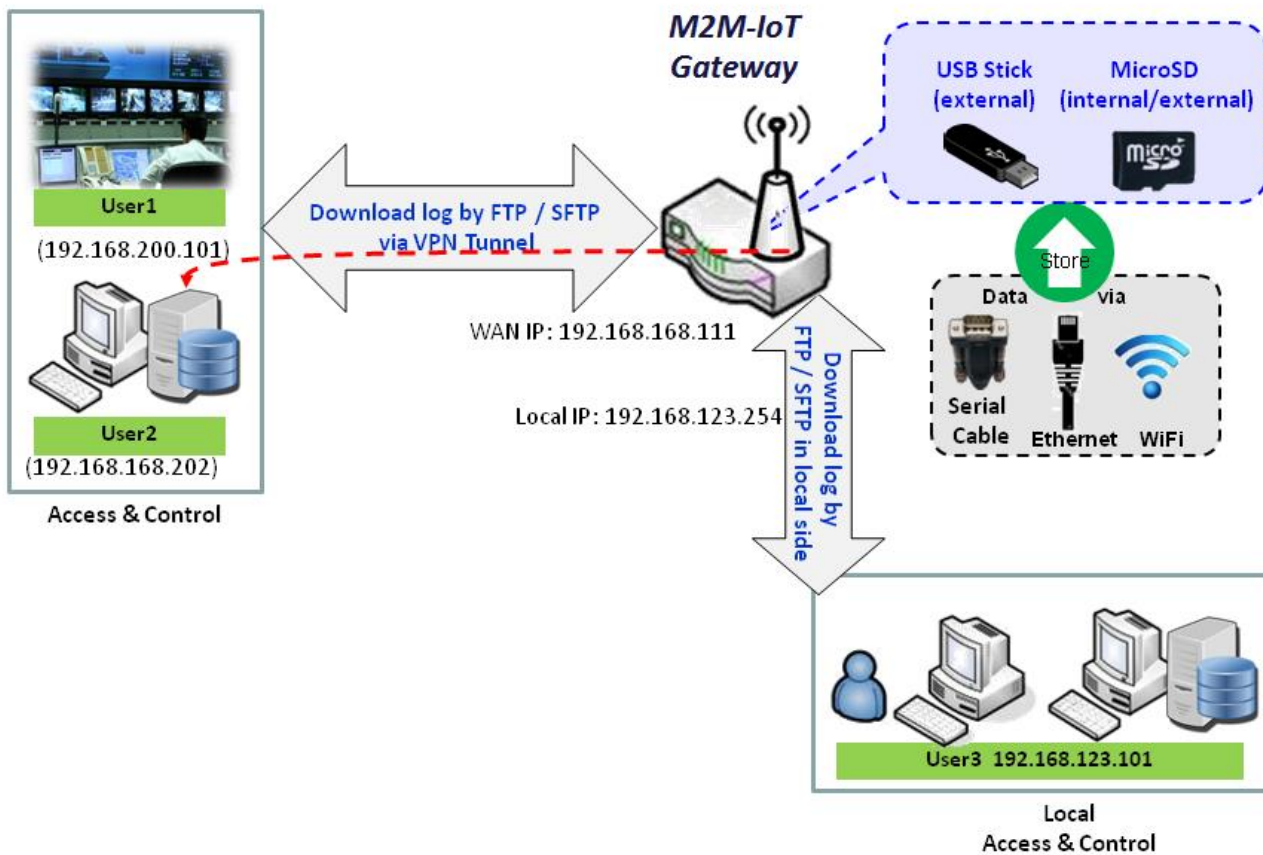 M2M-IoT
Gateway
USB Stick
(external)
MicroSD
(internal/external)
micro
SD
User1
(192.168.200.101)
Download log by FTP / SFTP
via VPN Tunnel
Store
Data via
Serial
Cable
Ethernet
WiFi
WAN IP: 192.168.168.111
Local IP: 192.168.123.254
Download log by
FTP / SFTP in local side
User2
(192.168.168.202)
Access & Control
User3 192.168.123.101
Local
Access & Control